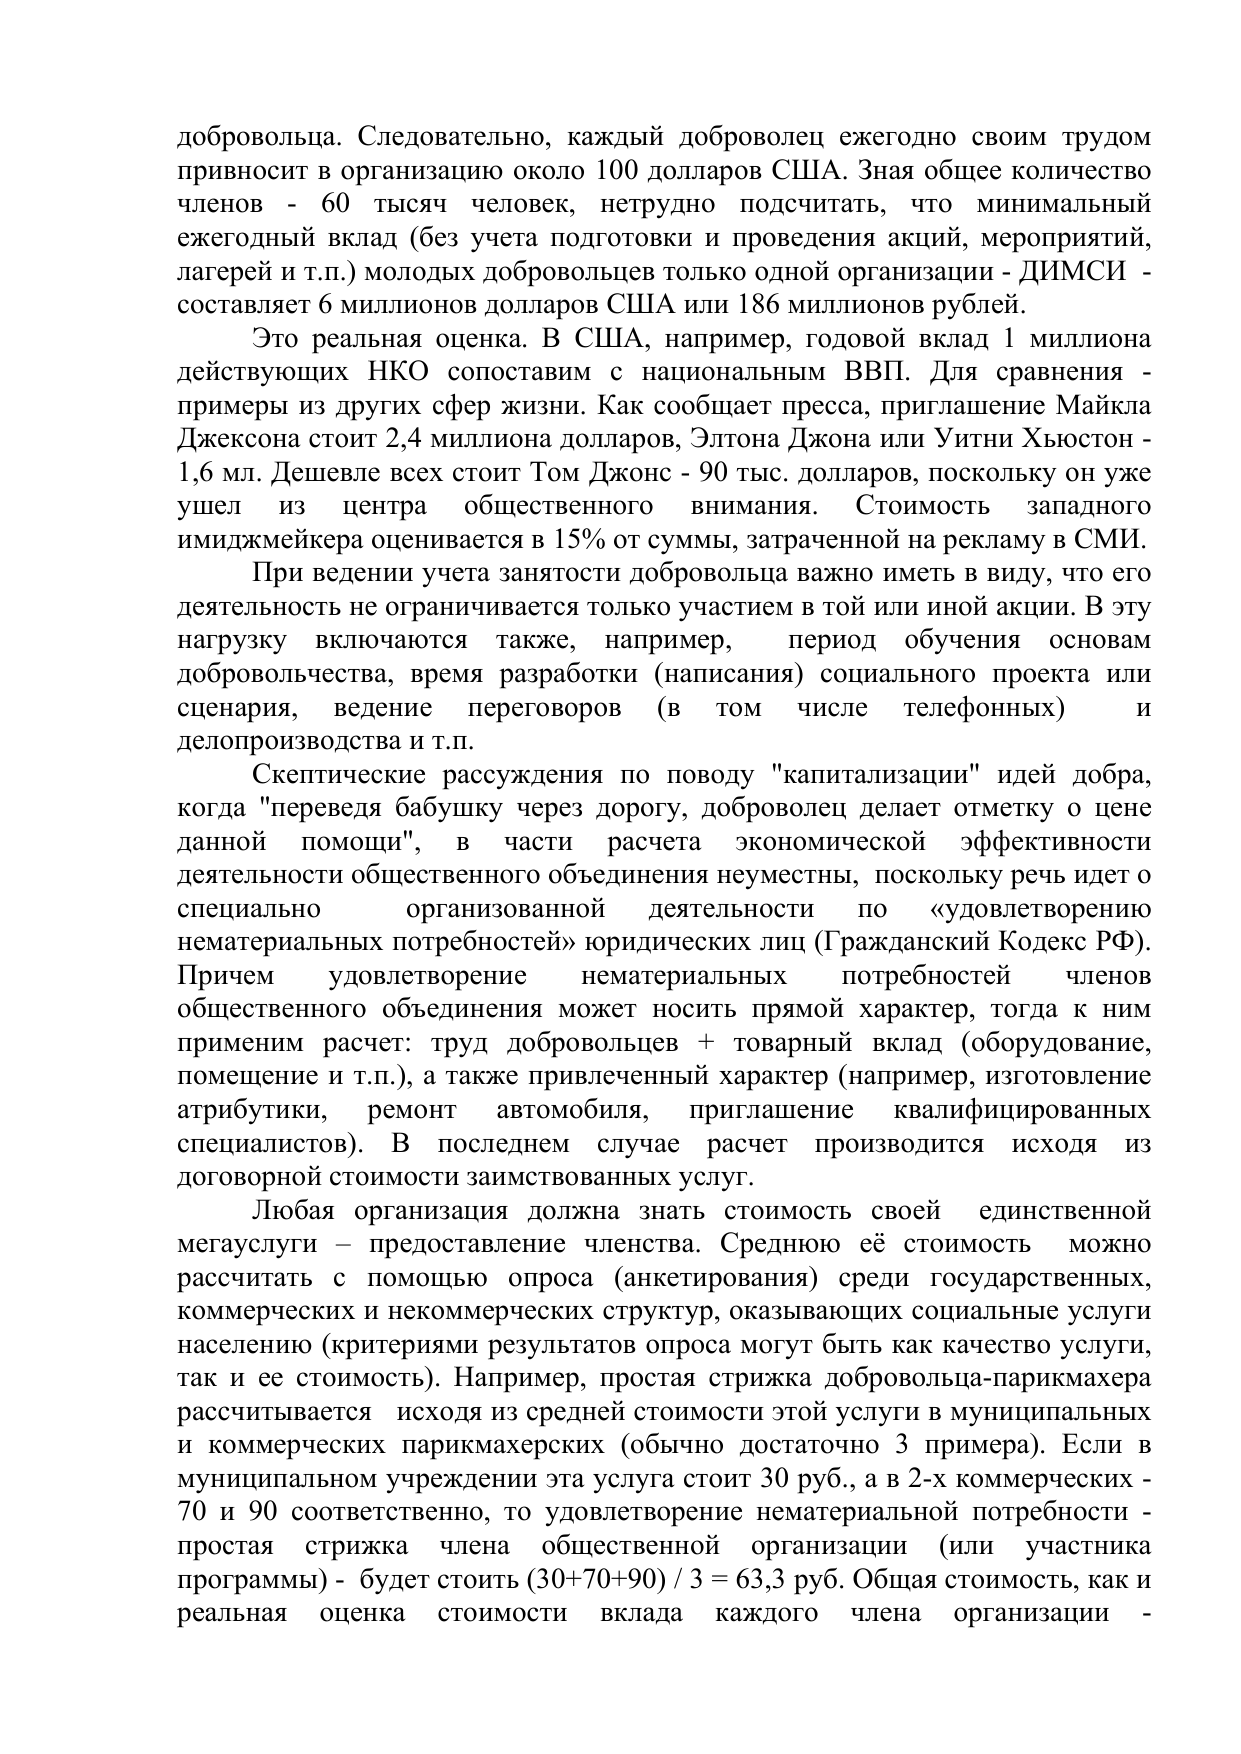 добровольца. Следовательно, каждый доброволец ежегодно своим трудом
привносит в организацию около 100 долларов США. Зная общее количество
членов - 60 тысяч человек, нетрудно подсчитать, что минимальный
ежегодный вклад (без учета подготовки и проведения акций, мероприятий,
лагерей и т.п.) молодых добровольцев только одной организации - ДИМСИ -
составляет 6 миллионов долларов США или 186 миллионов рублей.
Это реальная оценка. В США, например, годовой вклад 1 миллиона
действующих НКО сопоставим с национальным ВВП. Для сравнения -
примеры из других сфер жизни. Как сообщает пресса, приглашение Майкла
Джексона стоит 2,4 миллиона долларов, Элтона Джона или Уитни Хьюстон -
1,6 мл. Дешевле всех стоит Том Джонс - 90 тыс. долларов, поскольку он уже
ушел из центра общественного внимания. Стоимость западного
имиджмейкера оценивается в 15% от суммы, затраченной на рекламу в СМИ.
При ведении учета занятости добровольца важно иметь в виду, что его
деятельность не ограничивается только участием в той или иной акции. В эту
нагрузку включаются также, например, период обучения основам
добровольчества, время разработки (написания) социального проекта или
сценария, ведение переговоров (в том числе телефонных) и
делопроизводства и т.п.
Скептические рассуждения по поводу "капитализации" идей добра,
когда "переведя бабушку через дорогу, доброволец делает отметку о цене
данной помощи", в части расчета экономической эффективности
деятельности общественного объединения неуместны, поскольку речь идет о
специально организованной деятельности по «удовлетворению
нематериальных потребностей» юридических лиц (Гражданский Кодекс РФ).
Причем удовлетворение нематериальных потребностей членов
общественного объединения может носить прямой характер, тогда к ним
применим расчет: труд добровольцев + товарный вклад (оборудование,
помещение и т.п.), а также привлеченный характер (например, изготовление
атрибутики, ремонт автомобиля, приглашение квалифицированных
специалистов). В последнем случае расчет производится исходя из
договорной стоимости заимствованных услуг.
Любая организация должна знать стоимость своей единственной
мегауслуги – предоставление членства. Среднюю её стоимость можно
рассчитать с помощью опроса (анкетирования) среди государственных,
коммерческих и некоммерческих структур, оказывающих социальные услуги
населению (критериями результатов опроса могут быть как качество услуги,
так и ее стоимость). Например, простая стрижка добровольца-парикмахера
рассчитывается исходя из средней стоимости этой услуги в муниципальных
и коммерческих парикмахерских (обычно достаточно 3 примера). Если в
муниципальном учреждении эта услуга стоит 30 руб., а в 2-х коммерческих -
70 и 90 соответственно, то удовлетворение нематериальной потребности -
простая стрижка члена общественной организации (или участника
программы) - будет стоить (30+70+90) / 3 = 63,3 руб. Общая стоимость, как и
реальная оценка стоимости вклада каждого члена организации -